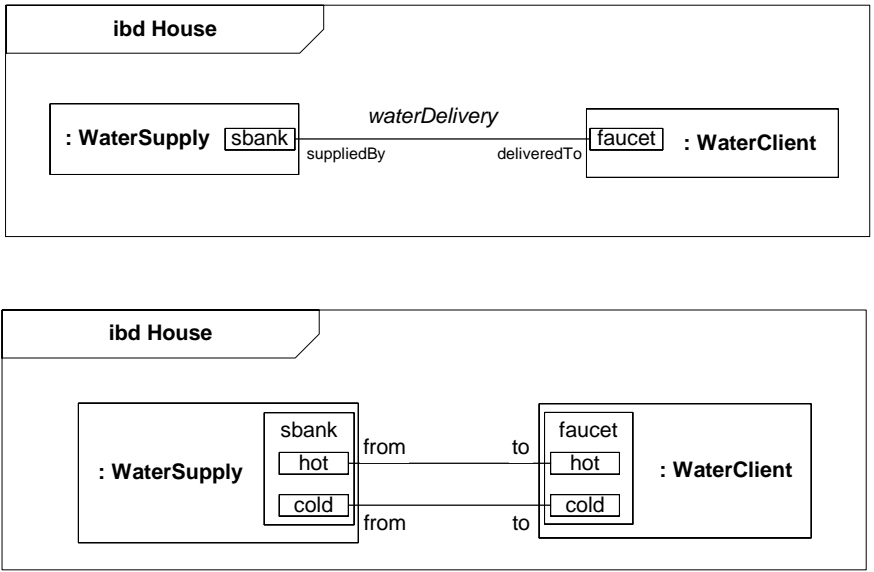 ibd House
waterDelivery
: WaterSupply sbank faucet : WaterClient
suppliedBy deliveredTo
ibd House
sbank faucet
from to
hot hot
: WaterSupply : WaterClient
cold cold
from to